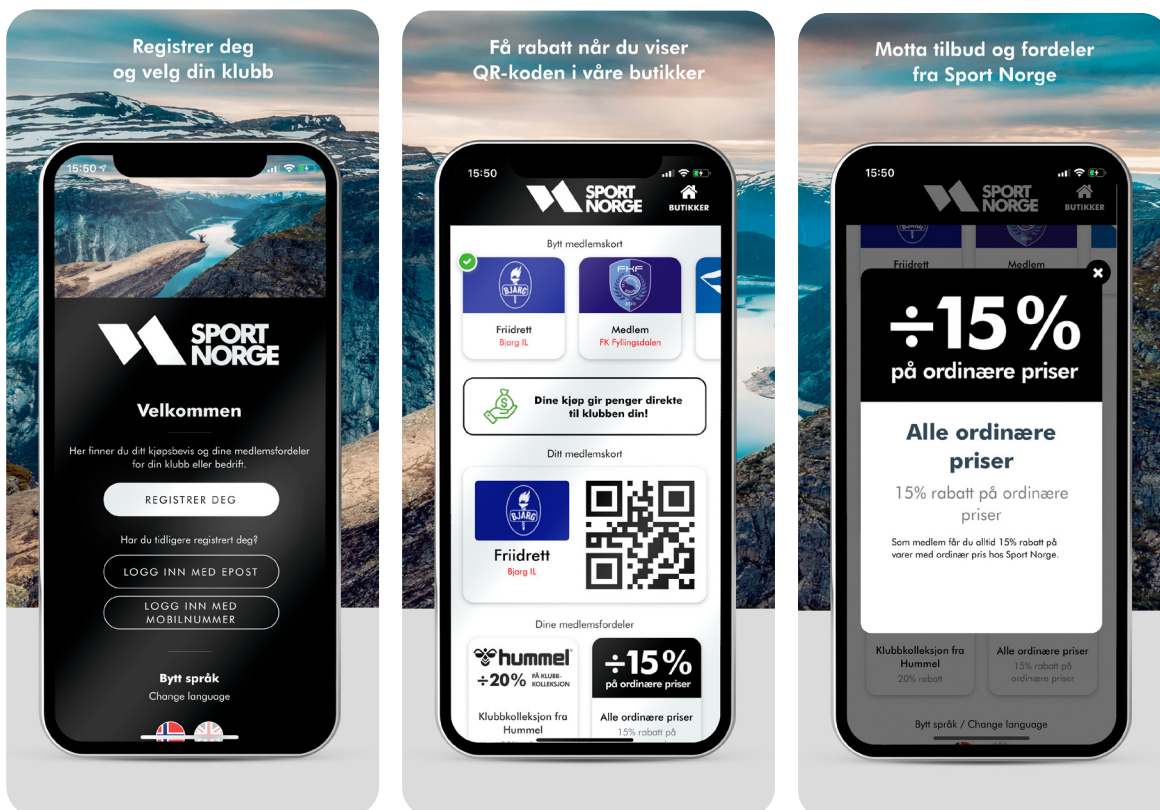 Registrer deg
og velg din klubb
15:50
SPORT
NORGE
Velkommen
Her finner du ditt kjøpsbevis og dine medlemsfordeler
for din klubb eller bedrift.
REGISTRER DEG
Har du tidligere registrert deg?
LOGG INN MED EPOST
LOGG INN MED
MOBILNUMMER
Bytt språk
Change language
Få rabatt når du viser
QR-koden i våre butikker
15:50
SPORT
NORGE
BUTIKKER
Bytt medlemskort
BJARG
FKF
Friidrett
Bjarg IL
Medlem
FK Fyllingsdalen
Dine kjøp gir penger direkte
til klubben din!
Ditt medlemskort
BJARG
Friidrett
Bjarg IL
Dine medlemsfordeler
hummel
÷20% PÅ KLUBB-
KOLLEKSJON
÷15%
på ordinære priser
Klubbkolleksjon fra
Hummel
Alle ordinære priser
15% rabatt på
Motta tilbud og fordeler
fra Sport Norge
15:50
SPORT
NORGE
BUTIKKER
Friidrett
Medlem
÷15%
på ordinære priser
Alle ordinære
priser
15% rabatt på ordinære
priser
Som medlem får du alltid 15% rabatt på
varer med ordinær pris hos Sport Norge.
Klubbkolleksjon fra
Hummel
20% rabatt
Alle ordinære priser
15% rabatt på
ordinære priser
Bytt språk / Change language